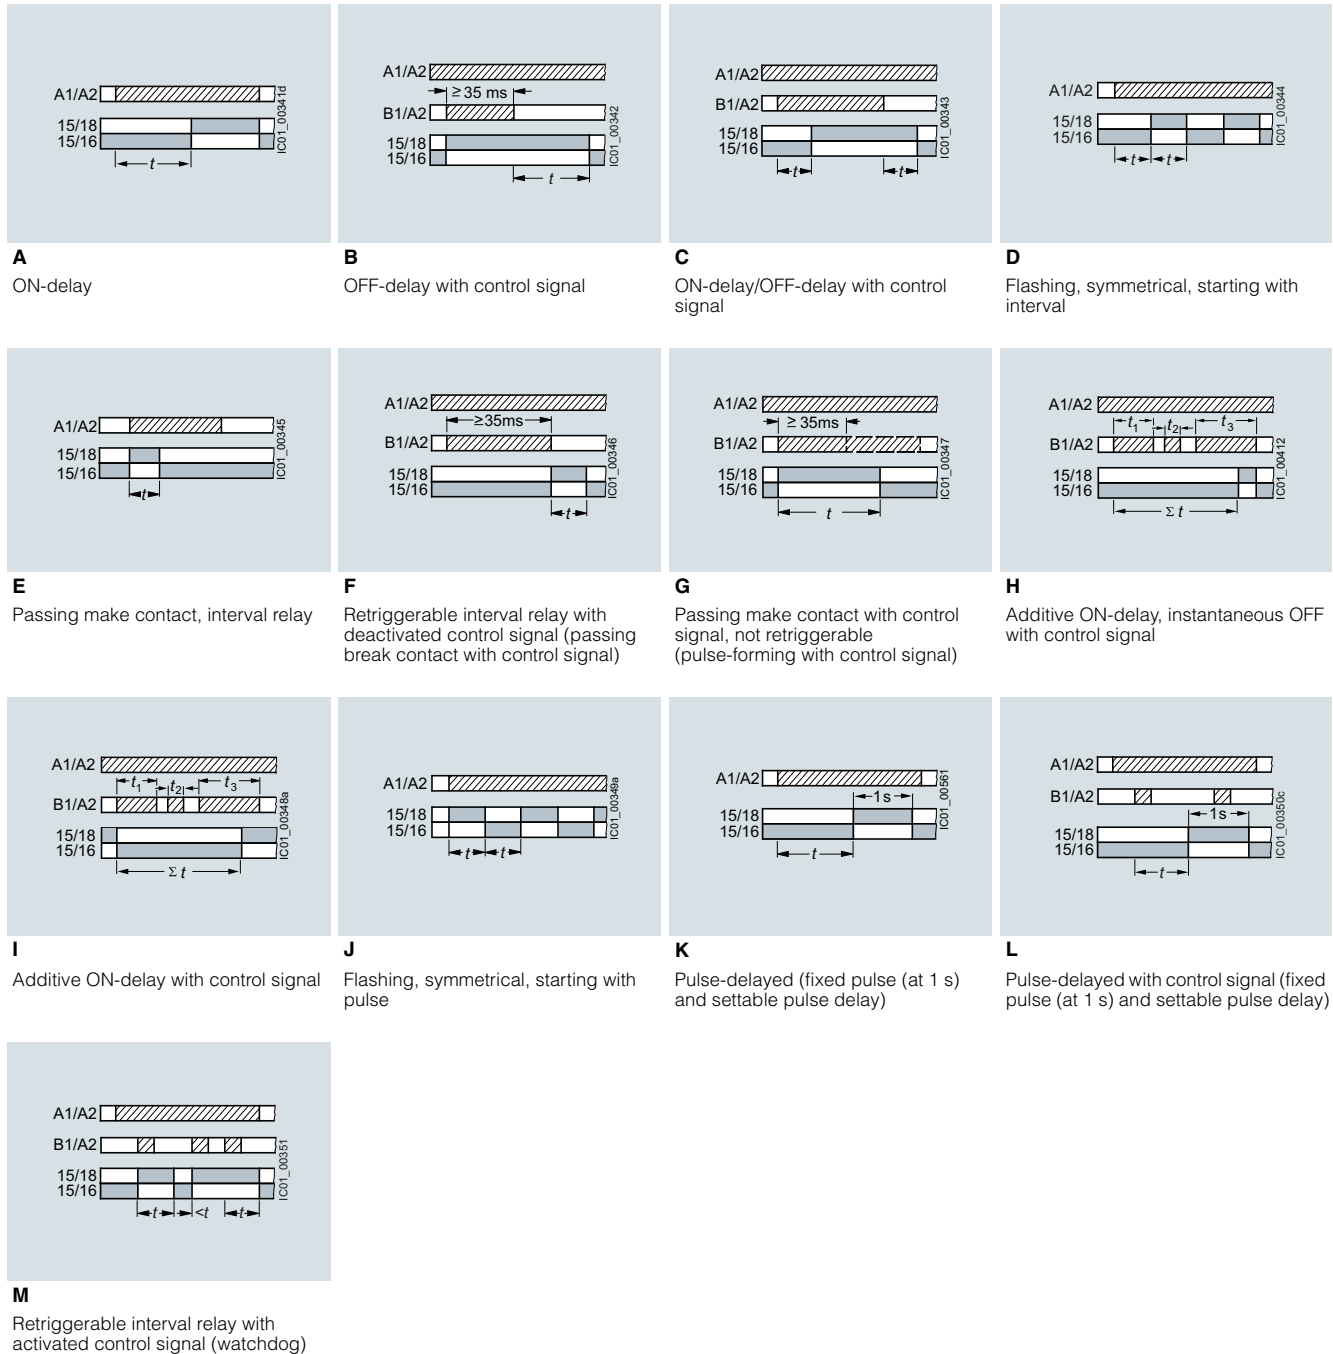 A1/A2
15/18
15/16
t
IC01_00341d
A
ON-delay
A1/A2
≥ 35 ms
B1/A2
15/18
15/16
t
IC01_00342
B
OFF-delay with control signal
A1/A2
B1/A2
15/18
15/16
t t
IC01_00343
C
ON-delay/OFF-delay with control
signal
A1/A2
15/18
15/16
t t
IC01_00344
D
Flashing, symmetrical, starting with
interval
A1/A2
15/18
15/16
t
IC01_00345
E
Passing make contact, interval relay
A1/A2
≥35ms
B1/A2
15/18
15/16
t
IC01_00346
F
Retriggerable interval relay with
deactivated control signal (passing
break contact with control signal)
A1/A2
≥ 35ms
B1/A2
15/18
15/16
t
IC01_00347
G
Passing make contact with control
signal, not retriggerable
(pulse-forming with control signal)
A1/A2
t1 t2 t3
B1/A2
15/18
15/16
Σ t
IC01_00412
H
Additive ON-delay, instantaneous OFF
with control signal
A1/A2
t1 t2 t3
B1/A2
15/18
15/16
Σ t
IC01_00348a
I
Additive ON-delay with control signal
A1/A2
15/18
15/16
t t
IC01_00349a
J
Flashing, symmetrical, starting with
pulse
A1/A2
1s
15/18
15/16
t
IC01_00561
K
Pulse-delayed (fixed pulse (at 1 s)
and settable pulse delay)
A1/A2
B1/A2
1s
15/18
15/16
t
IC01_00350c
L
Pulse-delayed with control signal (fixed
pulse (at 1 s) and settable pulse delay)
A1/A2
B1/A2
15/18
15/16
t <t t
IC01_00351
M
Retriggerable interval relay with
activated control signal (watchdog)